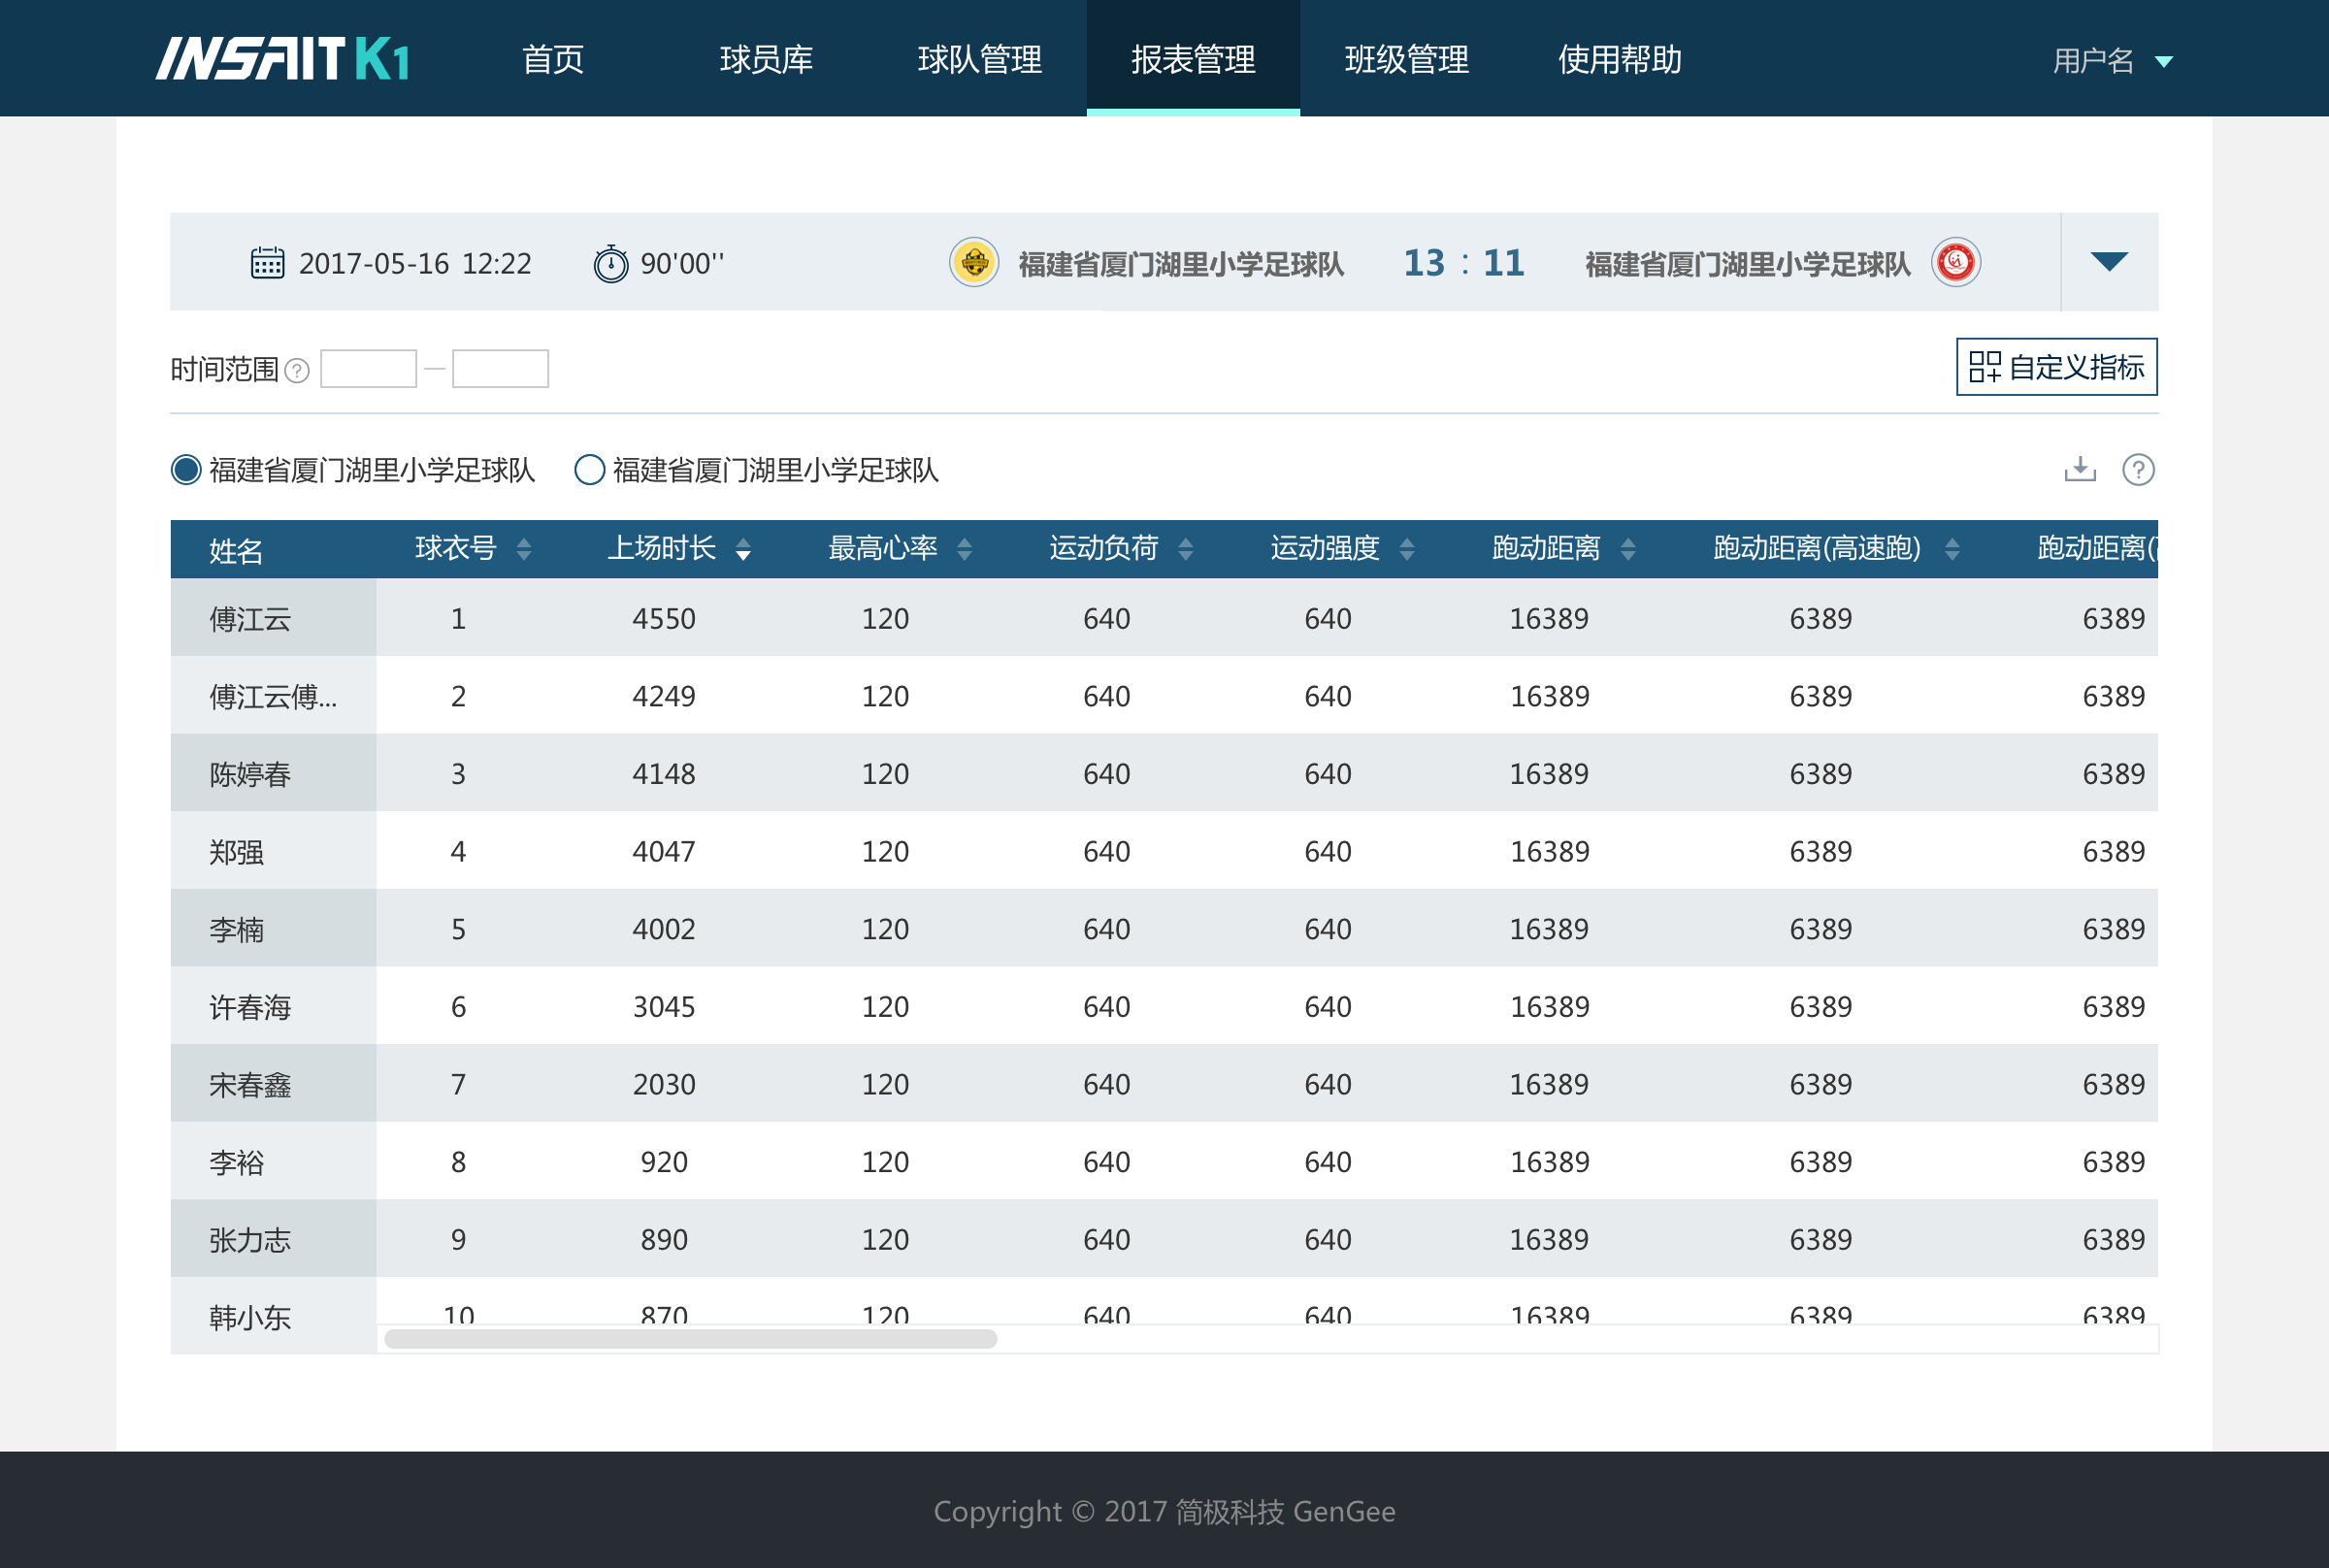 INSAIT K1 首页 球员库 球队管理 报表管理 班级管理 使用帮助 用户名
2017-05-16 12:22 90'00'' 福建省厦门湖里小学足球队 13 : 11 福建省厦门湖里小学足球队
时间范围 ? — 自定义指标
福建省厦门湖里小学足球队 福建省厦门湖里小学足球队 ?
姓名 球衣号 上场时长 最高心率 运动负荷 运动强度 跑动距离 跑动距离(高速跑) 跑动距离(
傅江云 1 4550 120 640 640 16389 6389 6389
傅江云傅... 2 4249 120 640 640 16389 6389 6389
陈婷春 3 4148 120 640 640 16389 6389 6389
郑强 4 4047 120 640 640 16389 6389 6389
李楠 5 4002 120 640 640 16389 6389 6389
许春海 6 3045 120 640 640 16389 6389 6389
宋春鑫 7 2030 120 640 640 16389 6389 6389
李裕 8 920 120 640 640 16389 6389 6389
张力志 9 890 120 640 640 16389 6389 6389
韩小东 10 870 120 640 640 16389 6389 6389
Copyright © 2017 简极科技 GenGee